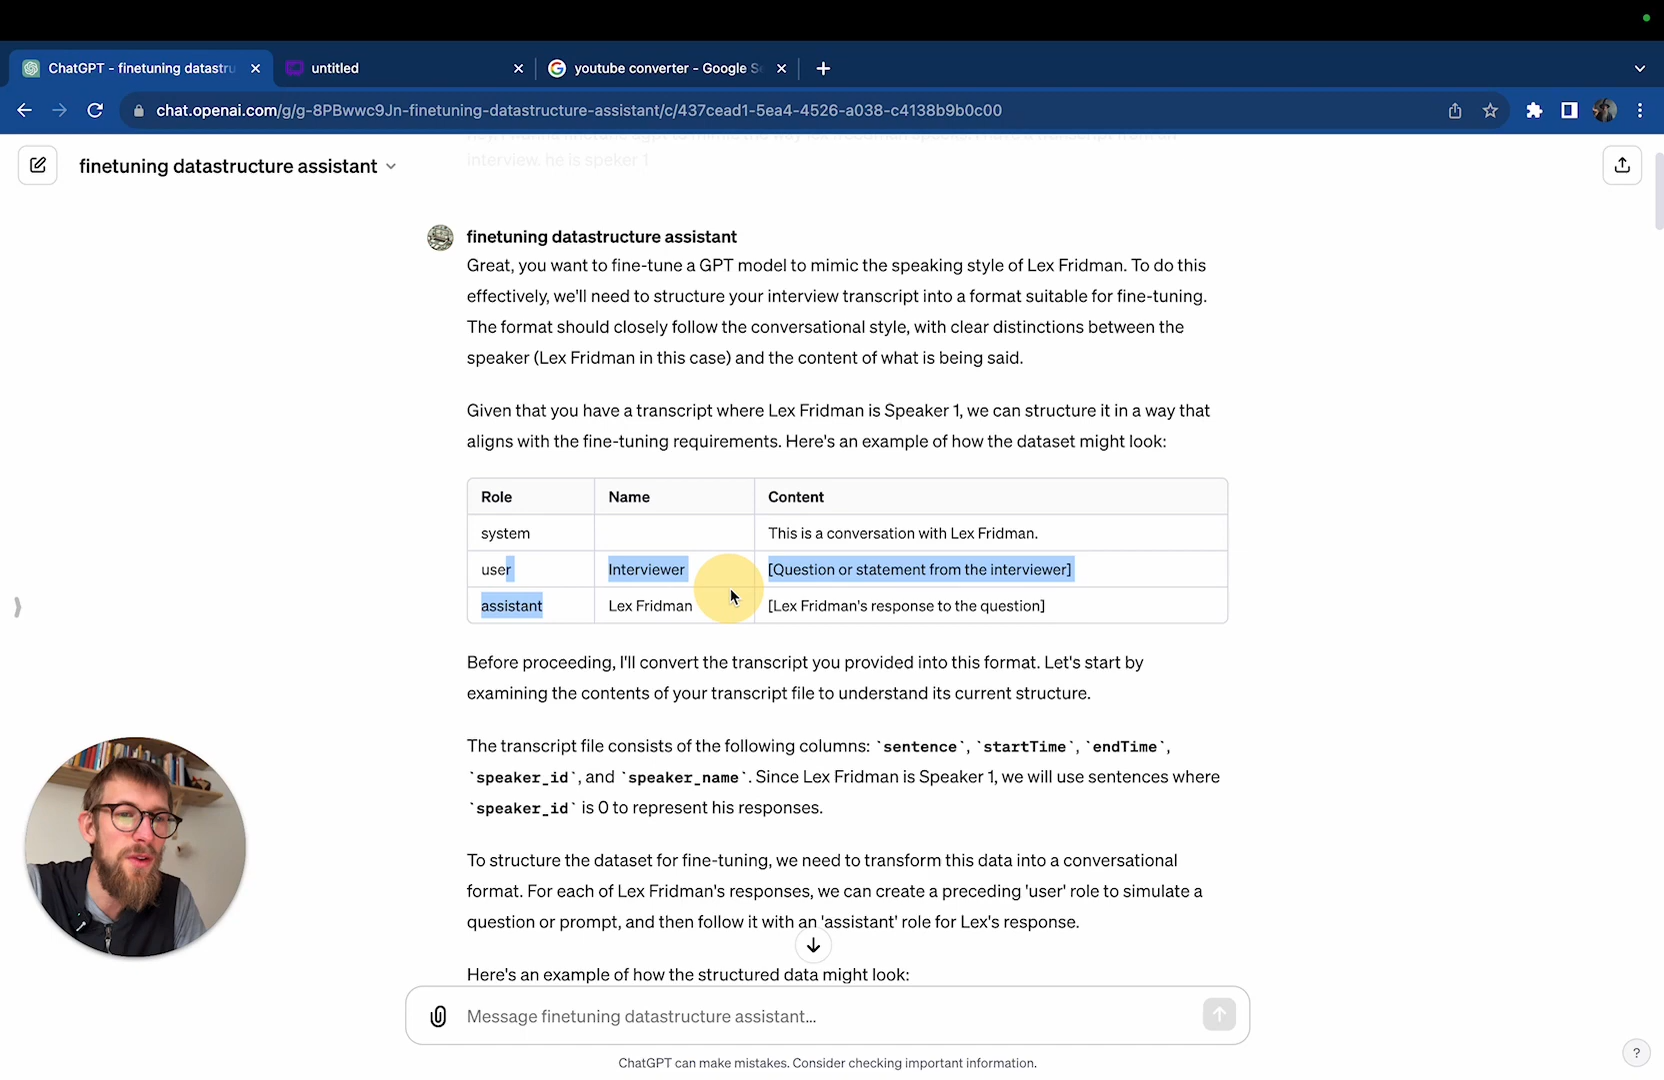 ChatGPT - finetuning datastru
untitled
youtube converter - Google S
chat.openai.com/g/g-8PBwwc9Jn-finetuning-datastructure-assistant/c/437cead1-5ea4-4526-a038-c4138b9b0c00
finetuning datastructure assistant
interview. he is speker 1
finetuning datastructure assistant
Great, you want to fine-tune a GPT model to mimic the speaking style of Lex Fridman. To do this
effectively, we'll need to structure your interview transcript into a format suitable for fine-tuning.
The format should closely follow the conversational style, with clear distinctions between the
speaker (Lex Fridman in this case) and the content of what is being said.
Given that you have a transcript where Lex Fridman is Speaker 1, we can structure it in a way that
aligns with the fine-tuning requirements. Here's an example of how the dataset might look:
Role Name Content
system This is a conversation with Lex Fridman.
user Interviewer [Question or statement from the interviewer]
assistant Lex Fridman [Lex Fridman's response to the question]
Before proceeding, I'll convert the transcript you provided into this format. Let's start by
examining the contents of your transcript file to understand its current structure.
The transcript file consists of the following columns: `sentence`, `startTime`, `endTime`,
`speaker_id`, and `speaker_name`. Since Lex Fridman is Speaker 1, we will use sentences where
`speaker_id` is 0 to represent his responses.
To structure the dataset for fine-tuning, we need to transform this data into a conversational
format. For each of Lex Fridman's responses, we can create a preceding 'user' role to simulate a
question or prompt, and then follow it with an 'assistant' role for Lex's response.
Here's an example of how the structured data might look:
Message finetuning datastructure assistant...
ChatGPT can make mistakes. Consider checking important information.
?